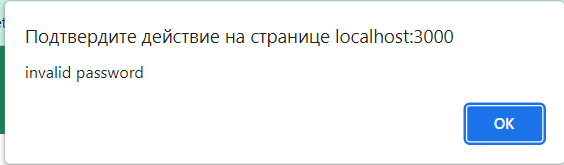 Подтвердите действие на странице localhost:3000
invalid password
OK